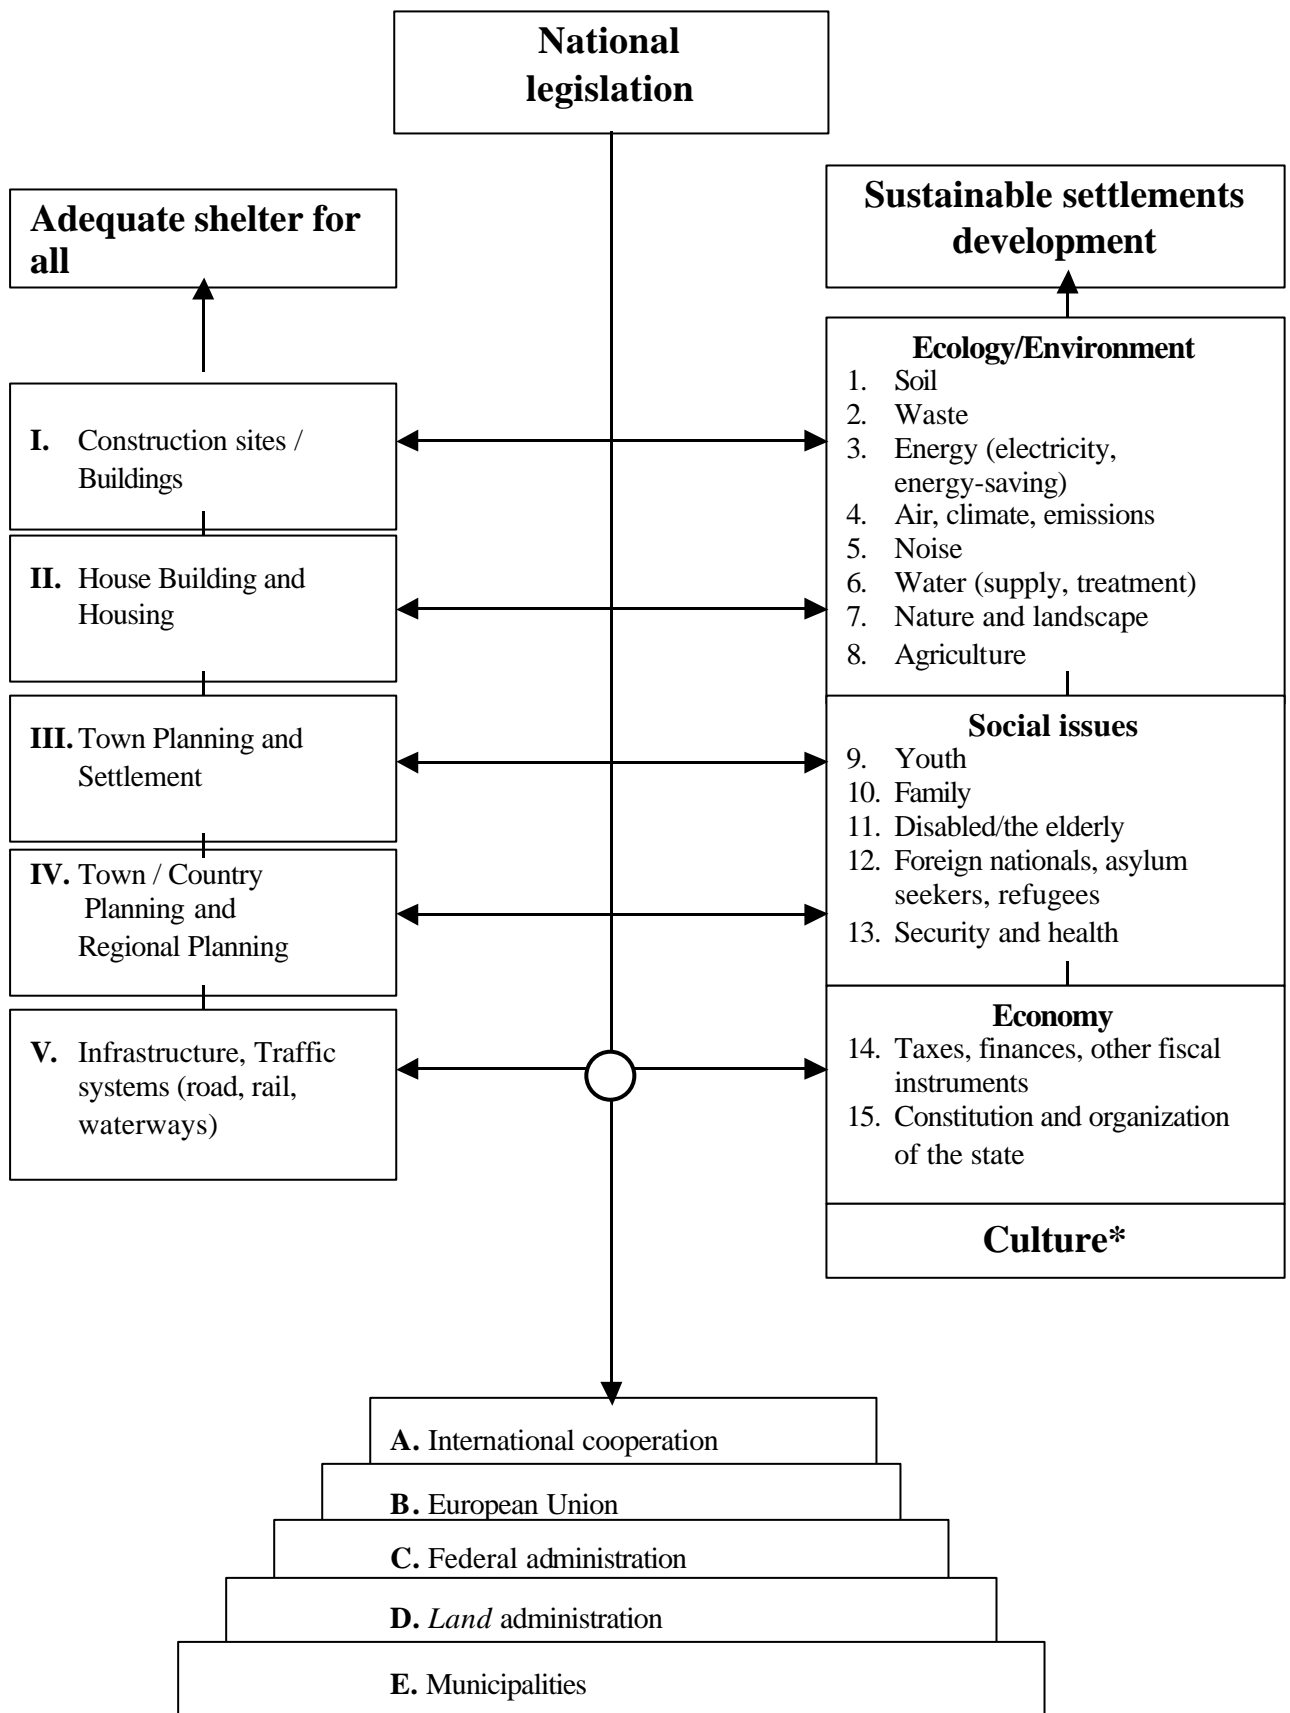 National
legislation
Adequate shelter for
all
Sustainable settlements
development
I. Construction sites /
Buildings
II. House Building and
Housing
III. Town Planning and
Settlement
IV. Town / Country
Planning and
Regional Planning
V. Infrastructure, Traffic
systems (road, rail,
waterways)
Ecology/Environment
1. Soil
2. Waste
3. Energy (electricity,
energy-saving)
4. Air, climate, emissions
5. Noise
6. Water (supply, treatment)
7. Nature and landscape
8. Agriculture
Social issues
9. Youth
10. Family
11. Disabled/the elderly
12. Foreign nationals, asylum
seekers, refugees
13. Security and health
Economy
14. Taxes, finances, other fiscal
instruments
15. Constitution and organization
of the state
Culture*
A. International cooperation
B. European Union
C. Federal administration
D. Land administration
E. Municipalities